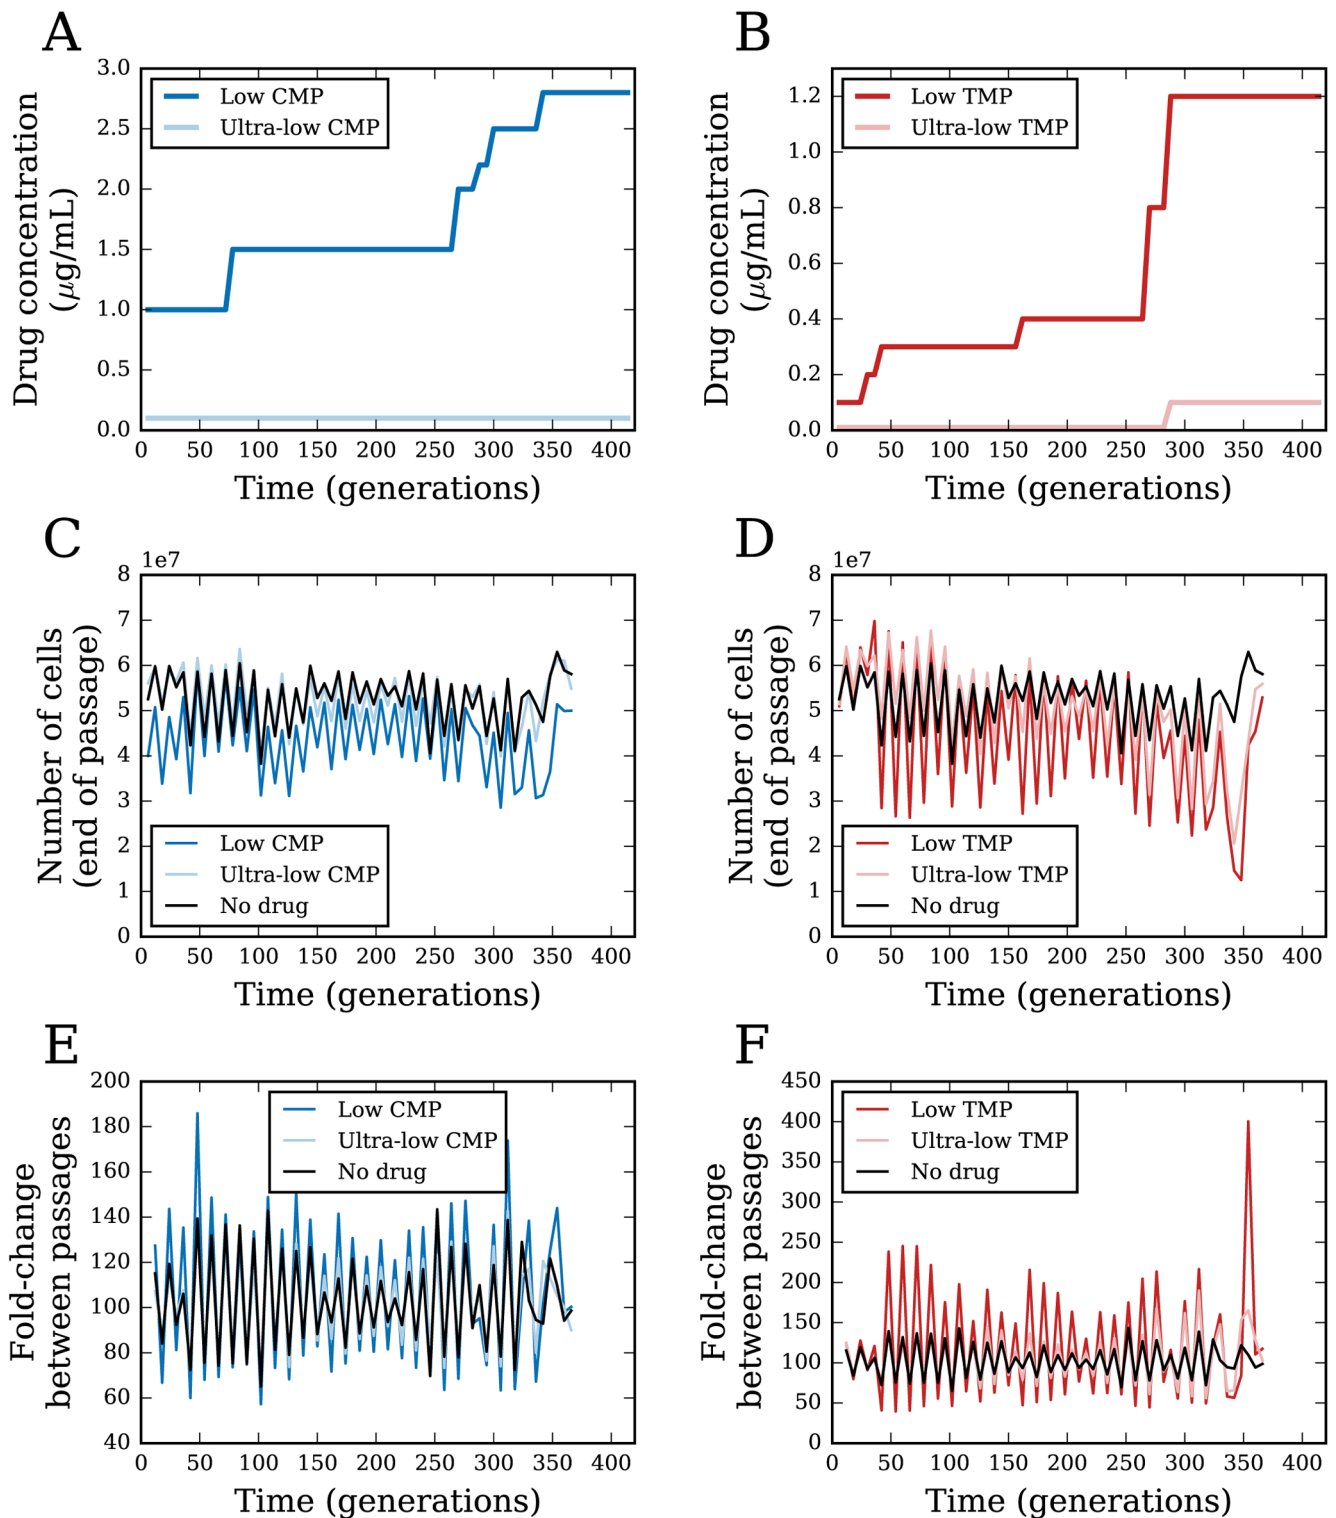 A
Drug concentration
(μg/mL)
3.0
2.5
2.0
1.5
1.0
0.5
0.0
Low CMP
Ultra-low CMP
0 50 100 150 200 250 300 350 400
Time (generations)
B
Drug concentration
(μg/mL)
1.2
1.0
0.8
0.6
0.4
0.2
0.0
Low TMP
Ultra-low TMP
0 50 100 150 200 250 300 350 400
Time (generations)
C
1e7
Number of cells
(end of passage)
8
7
6
5
4
3
2
1
0
Low CMP
Ultra-low CMP
No drug
0 50 100 150 200 250 300 350 400
Time (generations)
D
1e7
Number of cells
(end of passage)
8
7
6
5
4
3
2
1
0
Low TMP
Ultra-low TMP
No drug
0 50 100 150 200 250 300 350 400
Time (generations)
E
Fold-change
between passages
200
180
160
140
120
100
80
60
40
Low CMP
Ultra-low CMP
No drug
0 50 100 150 200 250 300 350 400
Time (generations)
F
Fold-change
between passages
450
400
350
300
250
200
150
100
50
0
Low TMP
Ultra-low TMP
No drug
0 50 100 150 200 250 300 350 400
Time (generations)